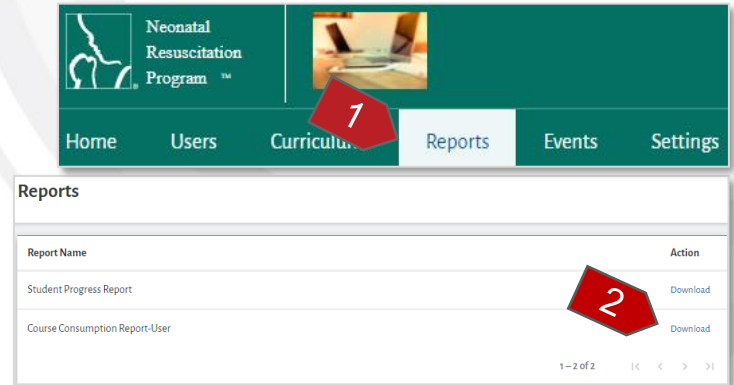 Neonatal
Resuscitation
Program ™
1
Home Users Reports Events Settings
Reports
Report Name Action
Student Progress Report Download
2
Course Consumption Report-User Download
1 – 2 of 2 |< < > >|